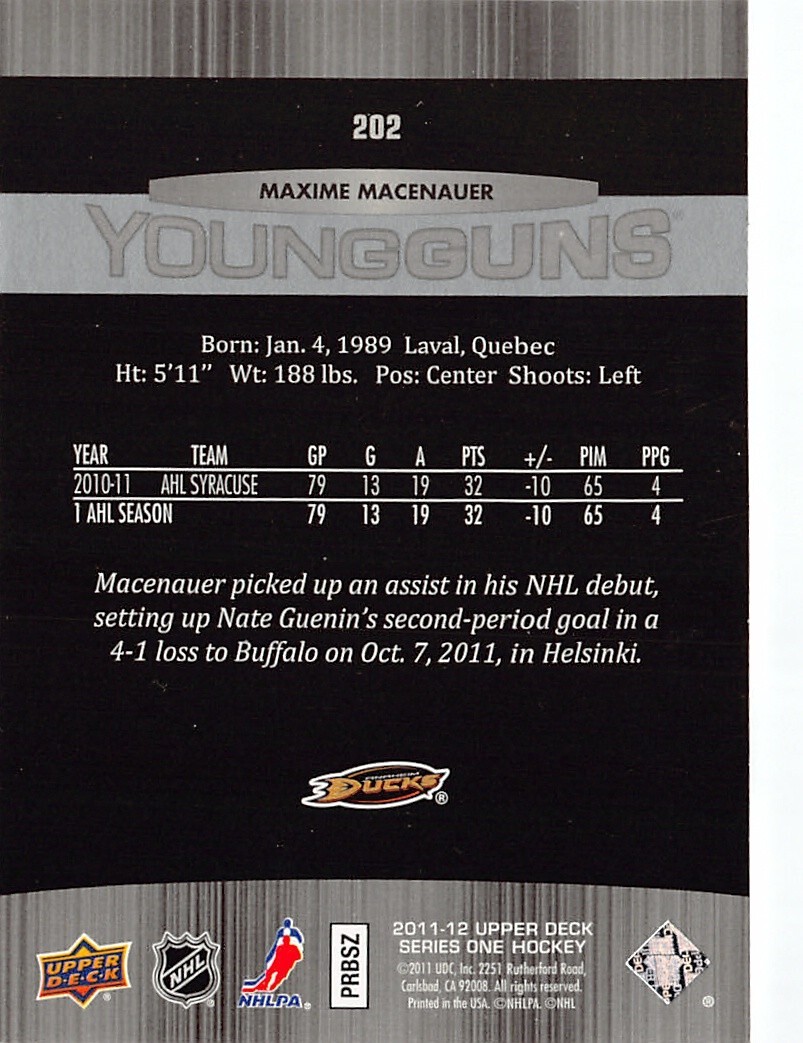 202
MAXIME MACENAUER
YOUNGGUNS
Born: Jan. 4, 1989 Laval, Quebec
Ht: 5'11" Wt: 188 lbs. Pos: Center Shoots: Left
YEAR TEAM GP G A PTS +/- PIM PPG
2010-11 AHL SYRACUSE 79 13 19 32 -10 65 4
1 AHL SEASON 79 13 19 32 -10 65 4
Macenauer picked up an assist in his NHL debut,
setting up Nate Guenin's second-period goal in a
4-1 loss to Buffalo on Oct. 7, 2011, in Helsinki.
ANAHEIM
DUCKS®
UPPER
DECK®
NHL®
NHLPA®
PRBSZ
2011-12 UPPER DECK
SERIES ONE HOCKEY
©2011 UDC, Inc. 2251 Rutherford Road,
Carlsbad, CA 92008. All rights reserved.
Printed in the USA. ©NHLPA. ©NHL
®